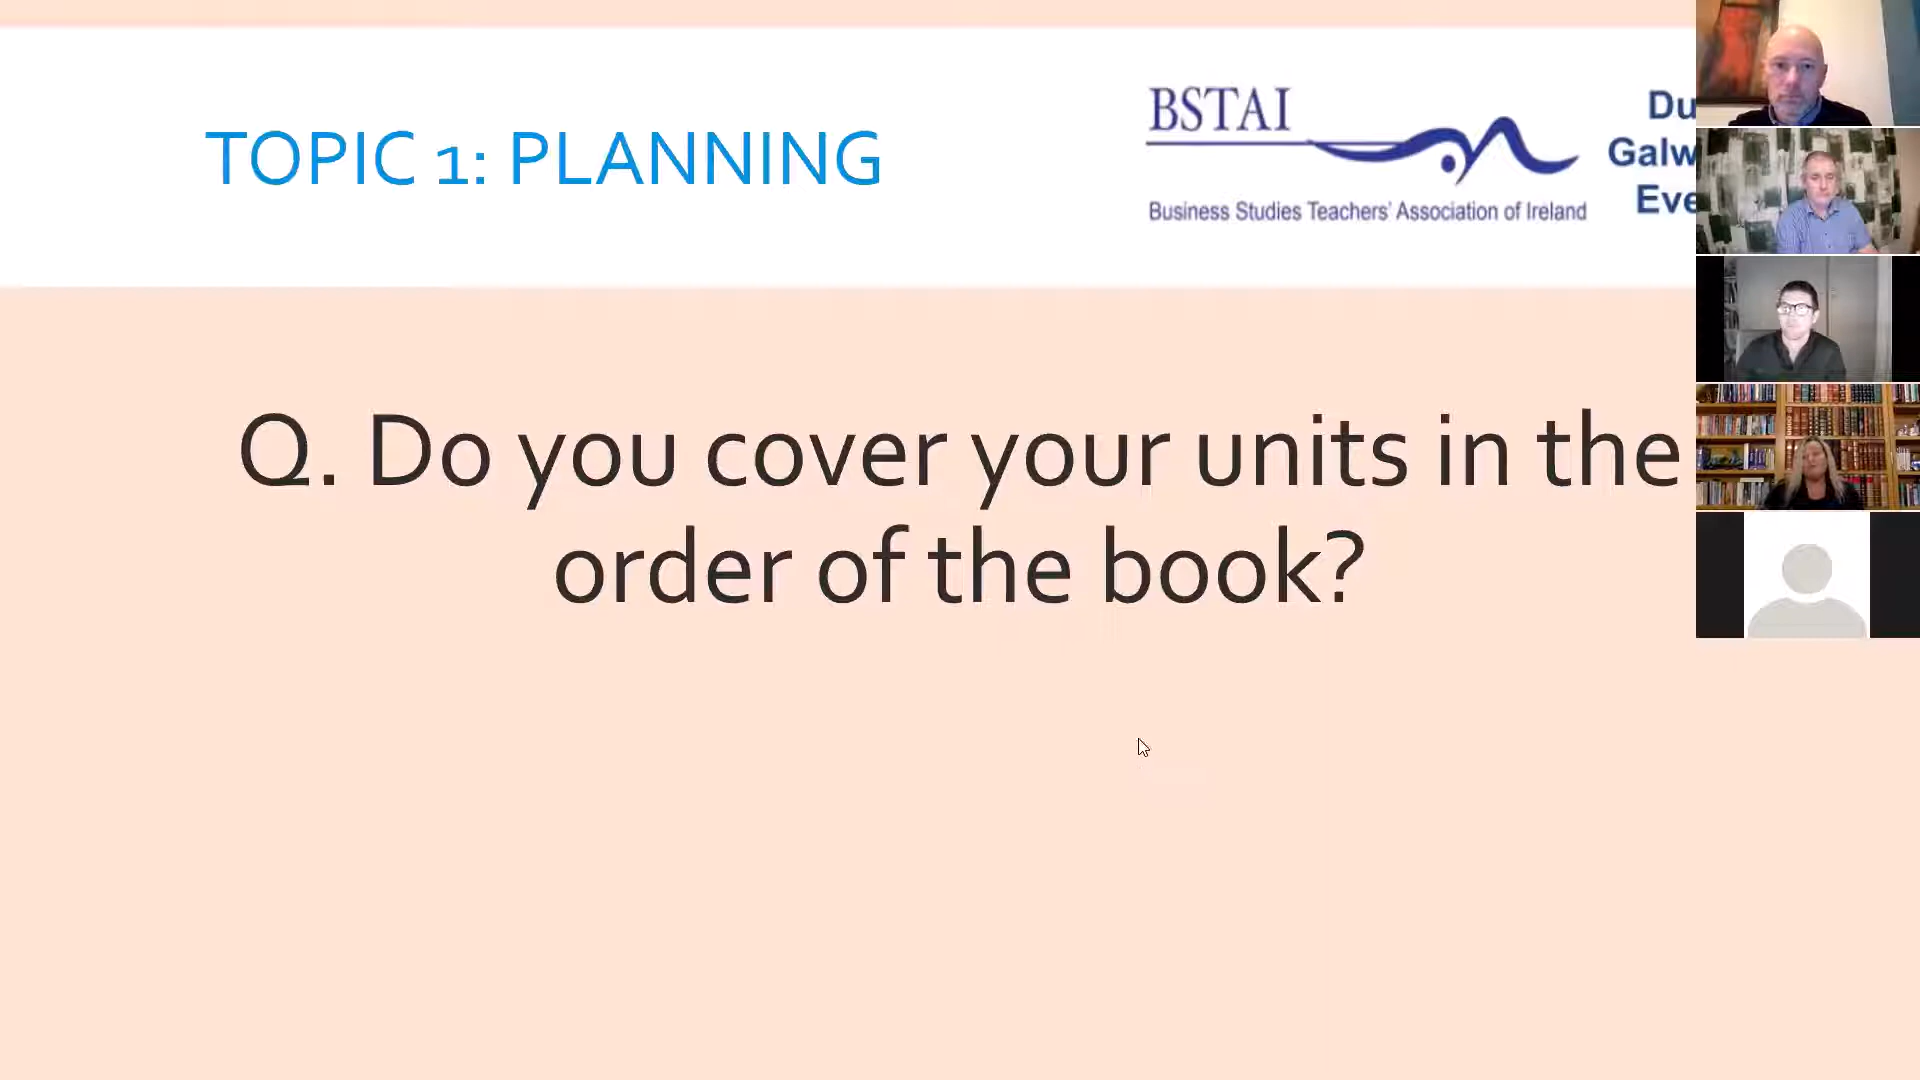 TOPIC 1: PLANNING
BSTAI
Business Studies Teachers' Association of Ireland
Q. Do you cover your units in the
order of the book?